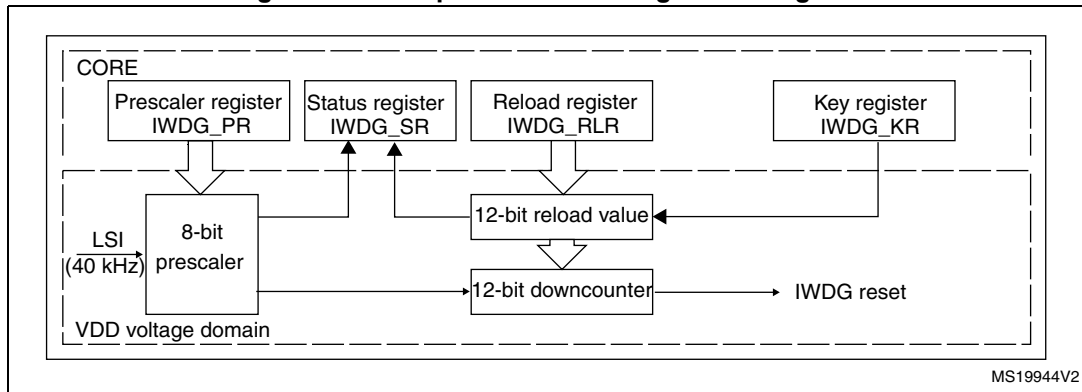 CORE
Prescaler register
IWDG_PR
Status register
IWDG_SR
Reload register
IWDG_RLR
Key register
IWDG_KR
LSI
(40 kHz)
8-bit
prescaler
12-bit reload value
12-bit downcounter
IWDG reset
VDD voltage domain
MS19944V2